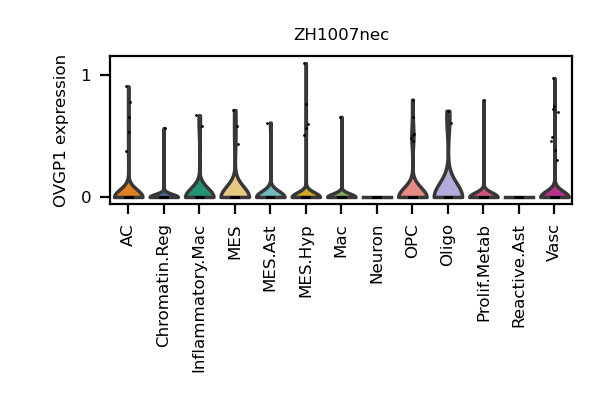 ZH1007nec
OVGP1 expression
1
0
AC
Chromatin.Reg
Inflammatory.Mac
MES
MES.Ast
MES.Hyp
Mac
Neuron
OPC
Oligo
Prolif.Metab
Reactive.Ast
Vasc